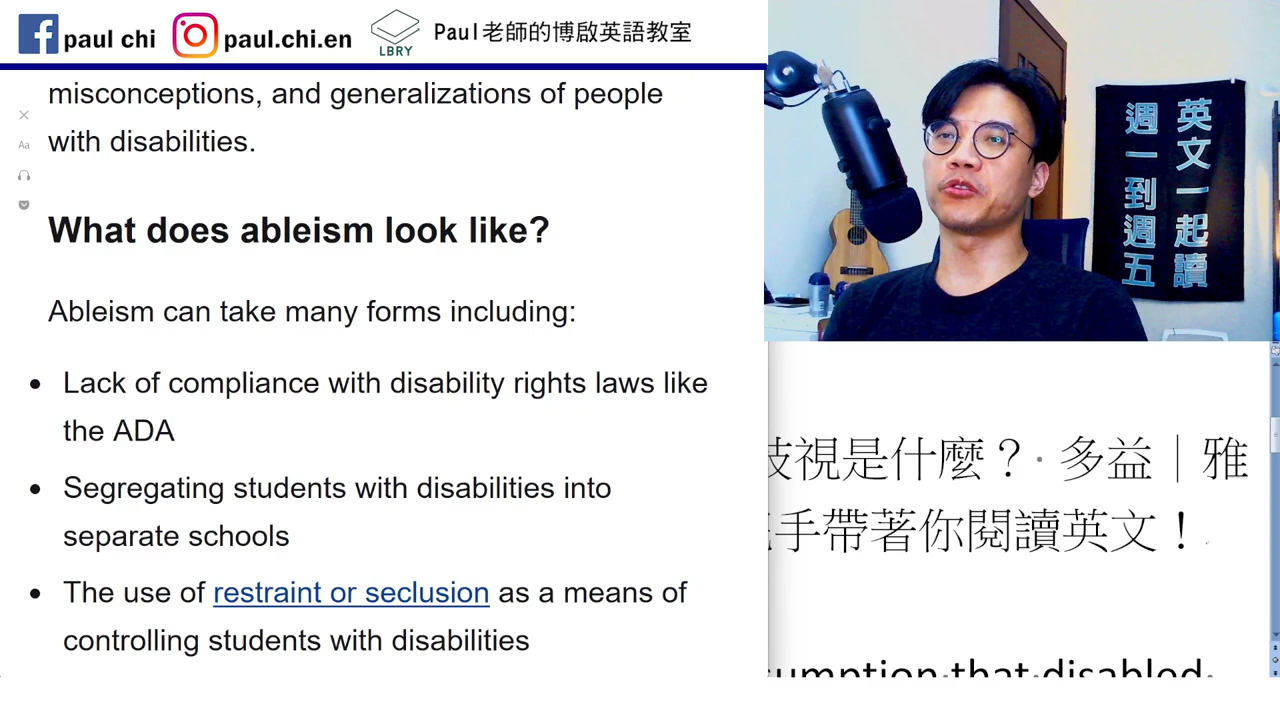 paul chi
paul.chi.en
LBRY
Paul老師的博啟英語教室
misconceptions, and generalizations of people
with disabilities.
Aa
What does ableism look like?
Ableism can take many forms including:
• Lack of compliance with disability rights laws like
the ADA
• Segregating students with disabilities into
separate schools
• The use of restraint or seclusion as a means of
controlling students with disabilities
英文一起讀
週一到週五
視是什麼？ 多益｜雅
手帶著你閱讀英文！
that disabled